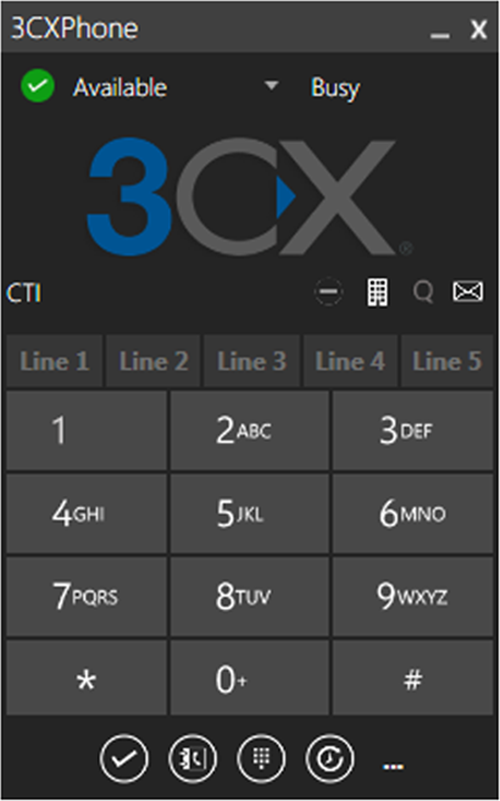 3CXPhone
Available Busy
3CX®
CTI
Q
Line 1 Line 2 Line 3 Line 4 Line 5
1 2ABC 3DEF
4GHI 5JKL 6MNO
7PQRS 8TUV 9WXYZ
* 0+ #
...